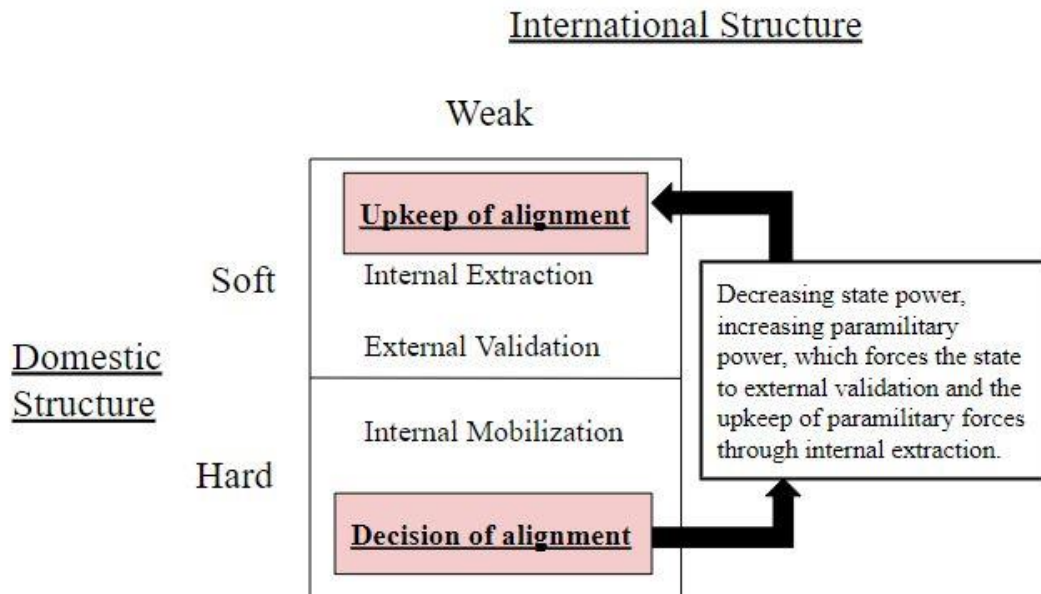 International Structure
Weak
Upkeep of alignment
Soft
Internal Extraction
External Validation
Domestic
Structure
Hard
Internal Mobilization
Decision of alignment
Decreasing state power,
increasing paramilitary
power, which forces the state
to external validation and the
upkeep of paramilitary forces
through internal extraction.